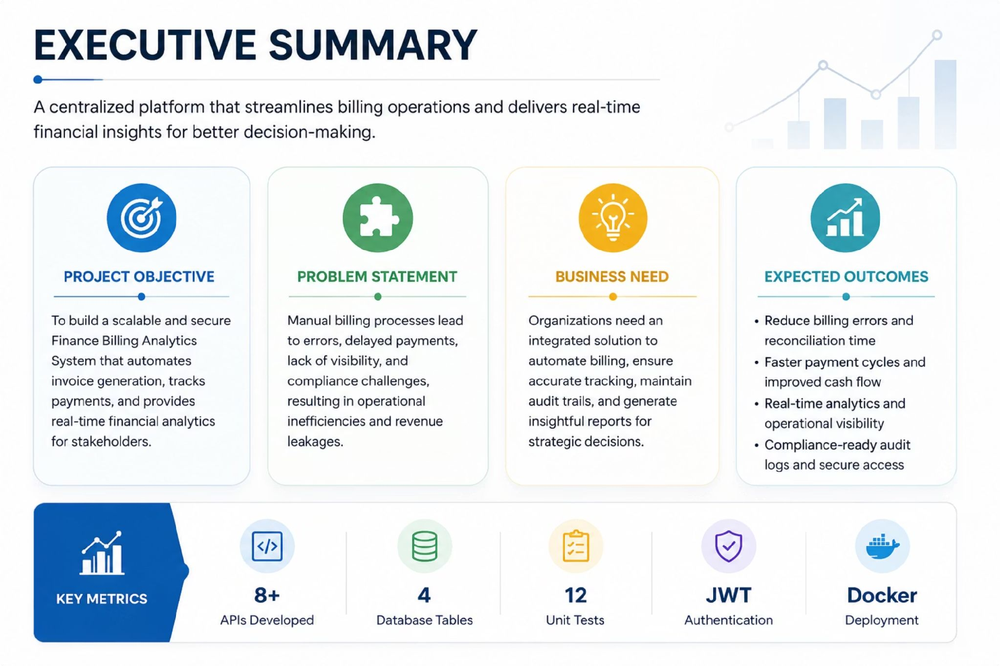 EXECUTIVE SUMMARY
A centralized platform that streamlines billing operations and delivers real-time
financial insights for better decision-making.
PROJECT OBJECTIVE
To build a scalable and secure
Finance Billing Analytics
System that automates
invoice generation, tracks
payments, and provides
real-time financial analytics
for stakeholders.
PROBLEM STATEMENT
Manual billing processes lead
to errors, delayed payments,
lack of visibility, and
compliance challenges,
resulting in operational
inefficiencies and revenue
leakages.
BUSINESS NEED
Organizations need an
integrated solution to
automate billing, ensure
accurate tracking, maintain
audit trails, and generate
insightful reports for
strategic decisions.
EXPECTED OUTCOMES
• Reduce billing errors and
reconciliation time
• Faster payment cycles and
improved cash flow
• Real-time analytics and
operational visibility
• Compliance-ready audit
logs and secure access
KEY METRICS
</>
8+
APIs Developed
4
Database Tables
12
Unit Tests
JWT
Authentication
Docker
Deployment